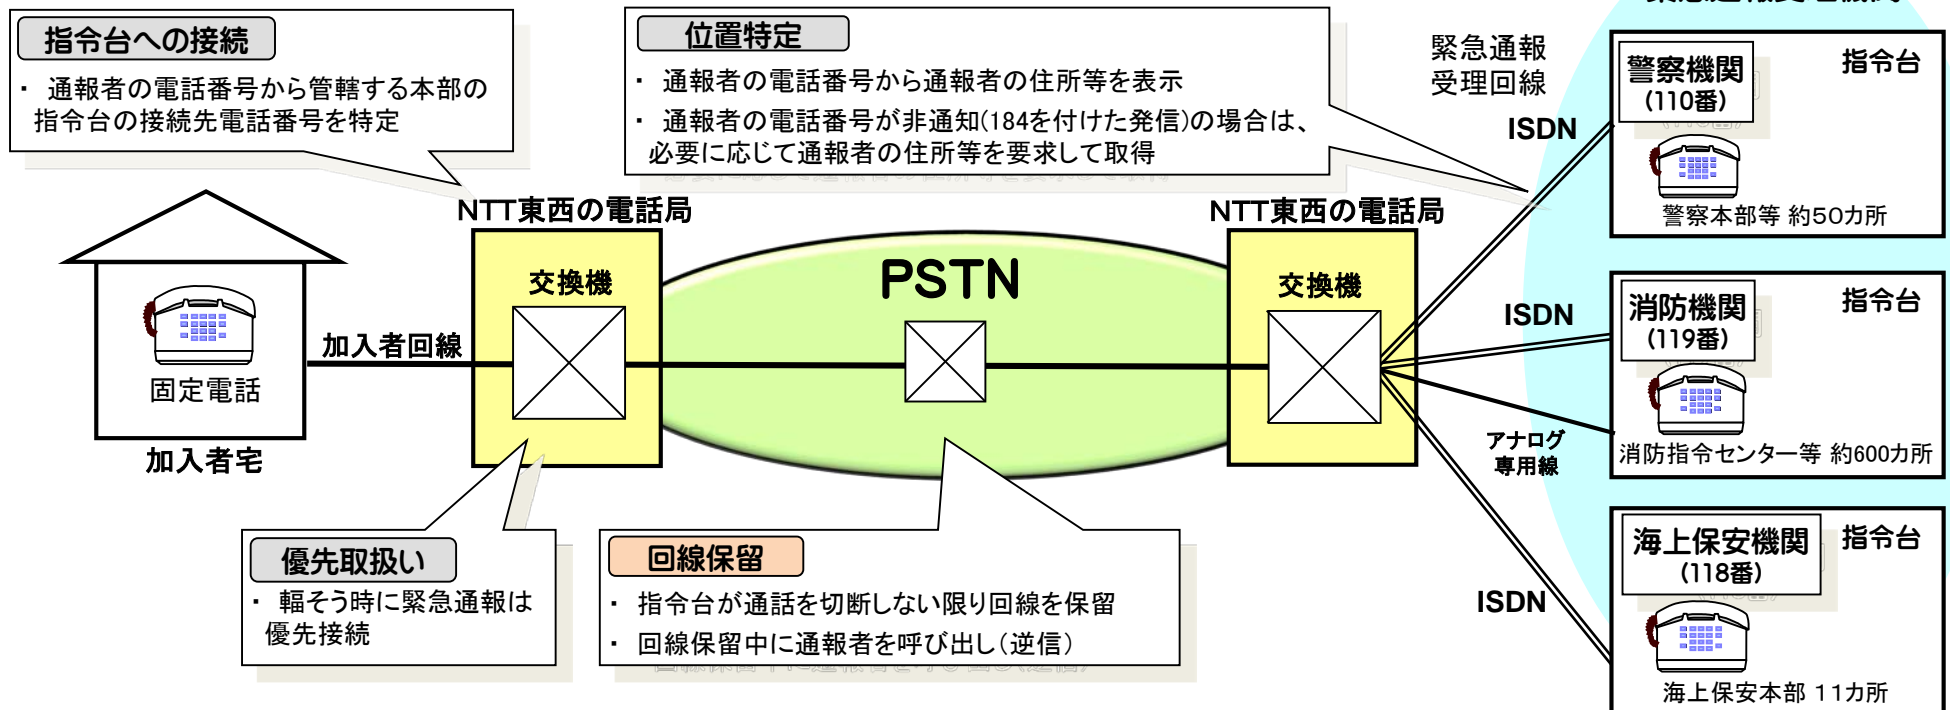 指令台への接続
・ 通報者の電話番号から管轄する本部の
指令台の接続先電話番号を特定
位置特定
・ 通報者の電話番号から通報者の住所等を表示
・ 通報者の電話番号が非通知(184を付けた発信)の場合は、
必要に応じて通報者の住所等を要求して取得
緊急通報
受理回線
NTT東西の電話局
交換機
PSTN
NTT東西の電話局
交換機
加入者回線
固定電話
加入者宅
優先取扱い
・ 輻そう時に緊急通報は
優先接続
回線保留
・ 指令台が通話を切断しない限り回線を保留
・ 回線保留中に通報者を呼び出し(逆信)
ISDN
ISDN
アナログ
専用線
ISDN
警察機関
(110番)
指令台
警察本部等 約50カ所
消防機関
(119番)
指令台
消防指令センター等 約600カ所
海上保安機関
(118番)
指令台
海上保安本部 11カ所